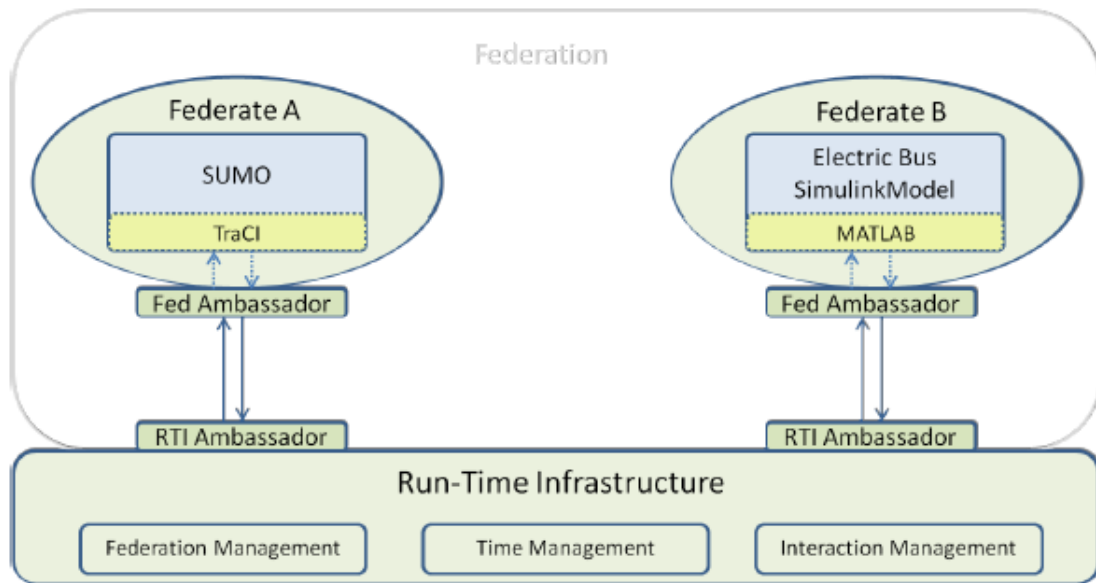 Federation
Federate A
SUMO
TraCI
Fed Ambassador
RTI Ambassador
Federate B
Electric Bus
SimulinkModel
MATLAB
Fed Ambassador
RTI Ambassador
Run-Time Infrastructure
Federation Management
Time Management
Interaction Management